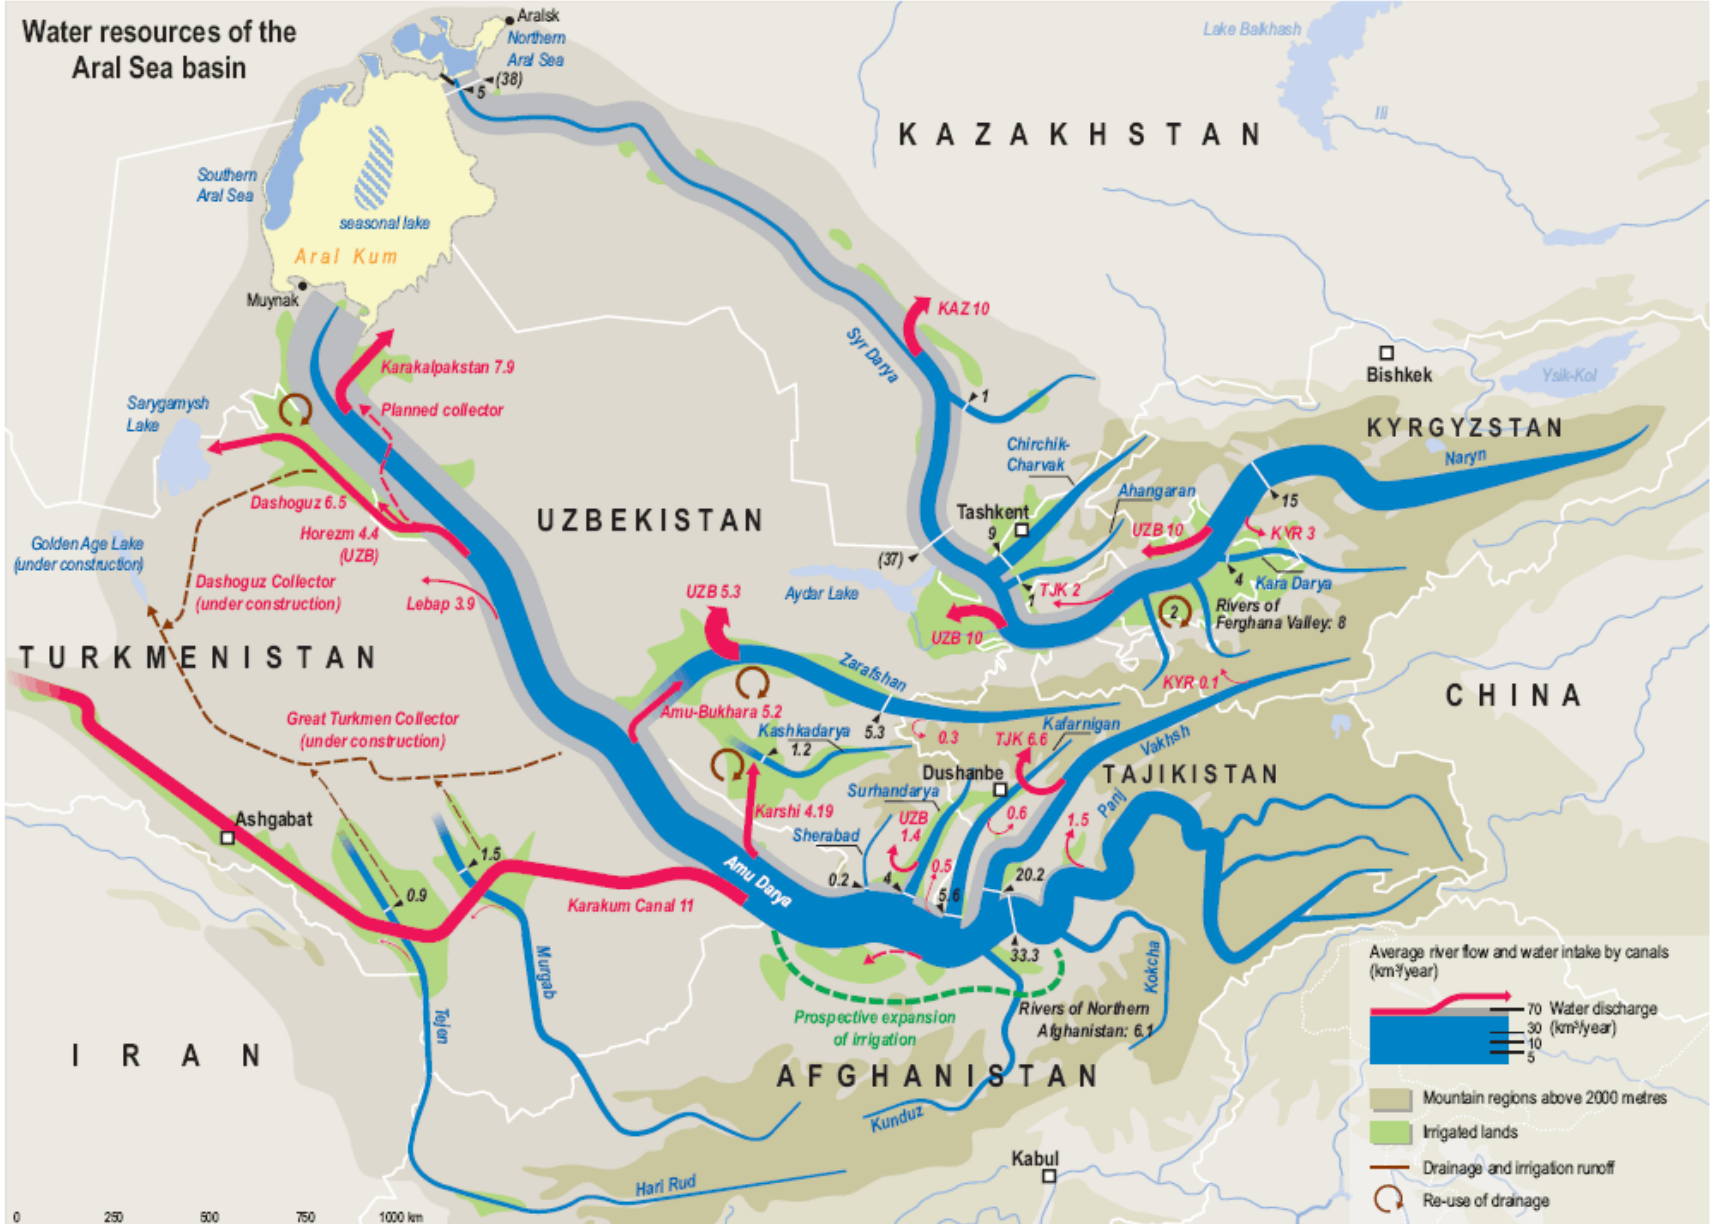 Water resources of the
Aral Sea basin
Aralsk
Northern
Aral Sea
(38)
5
Lake Balkhash
Ili
KAZAKHSTAN
Southern
Aral Sea
seasonal lake
Aral Kum
Muynak
KAZ 10
Syr Darya
Karakalpakstan 7.9
Planned collector
Sarygamysh
Lake
Bishkek
Ysik-Kol
1
KYRGYZSTAN
Naryn
Chirchik-
Charvak
Ahangaran
15
Tashkent
9
UZB 10
KYR 3
Dashoguz 6.5
Horezm 4.4
(UZB)
UZBEKISTAN
(37)
Golden Age Lake
(under construction)
Dashoguz Collector
(under construction)
Lebap 3.9
UZB 5.3
Aydar Lake
1
TJK 2
4
Kara Darya
2
Rivers of
Ferghana Valley: 8
UZB 10
TURKMENISTAN
Zarafshan
KYR 0.1
CHINA
Great Turkmen Collector
(under construction)
Amu-Bukhara 5.2
5.3
0.3
Kafarnigan
Kashkadarya
1.2
TJK 6.6
Vakhsh
Dushanbe
TAJIKISTAN
Surhandarya
Panj
Ashgabat
Karshi 4.19
UZB
1.4
0.6
1.5
Sherabad
1.5
Amu Darya
0.5
0.2
4
5.6
20.2
0.9
Karakum Canal 11
33.3
Murgab
Kokcha
Tejen
Prospective expansion
of irrigation
Rivers of Northern
Afghanistan: 6.1
IRAN
AFGHANISTAN
Kunduz
Kabul
Hari Rud
Average river flow and water intake by canals
(km³/year)
70 Water discharge
30 (km³/year)
10
5
Mountain regions above 2000 metres
Irrigated lands
Drainage and irrigation runoff
Re-use of drainage
0 250 500 750 1000 km